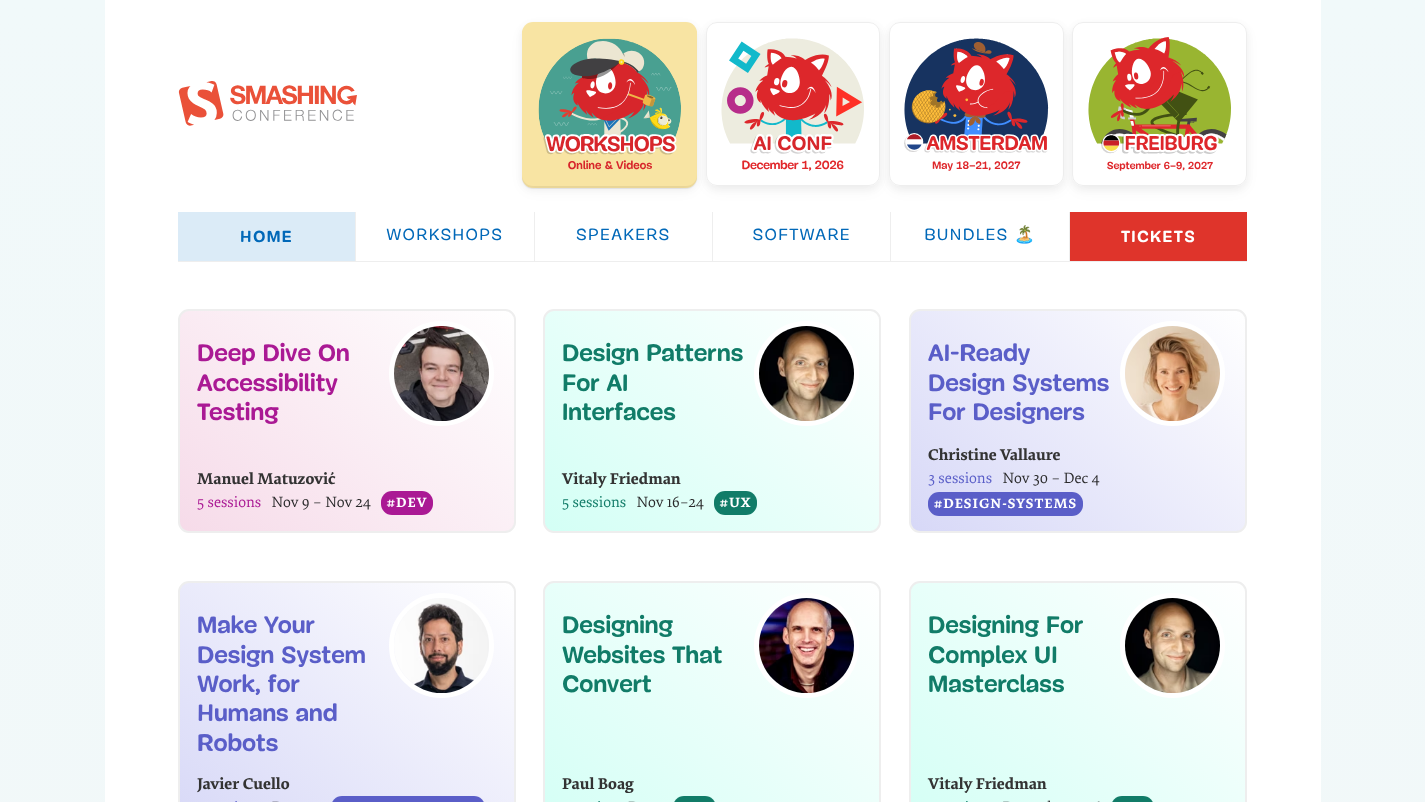 SMASHING
CONFERENCE
WORKSHOPS
Online & Videos
AI CONF
December 1, 2026
AMSTERDAM
May 18–21, 2027
FREIBURG
September 6–9, 2027
HOME
WORKSHOPS
SPEAKERS
SOFTWARE
BUNDLES 🏝️
TICKETS
Deep Dive On
Accessibility
Testing
Manuel Matuzović
5 sessions Nov 9 – Nov 24 #DEV
Design Patterns
For AI
Interfaces
Vitaly Friedman
5 sessions Nov 16–24 #UX
AI-Ready
Design Systems
For Designers
Christine Vallaure
3 sessions Nov 30 – Dec 4
#DESIGN-SYSTEMS
Make Your
Design System
Work, for
Humans and
Robots
Javier Cuello
Designing
Websites That
Convert
Paul Boag
Designing For
Complex UI
Masterclass
Vitaly Friedman